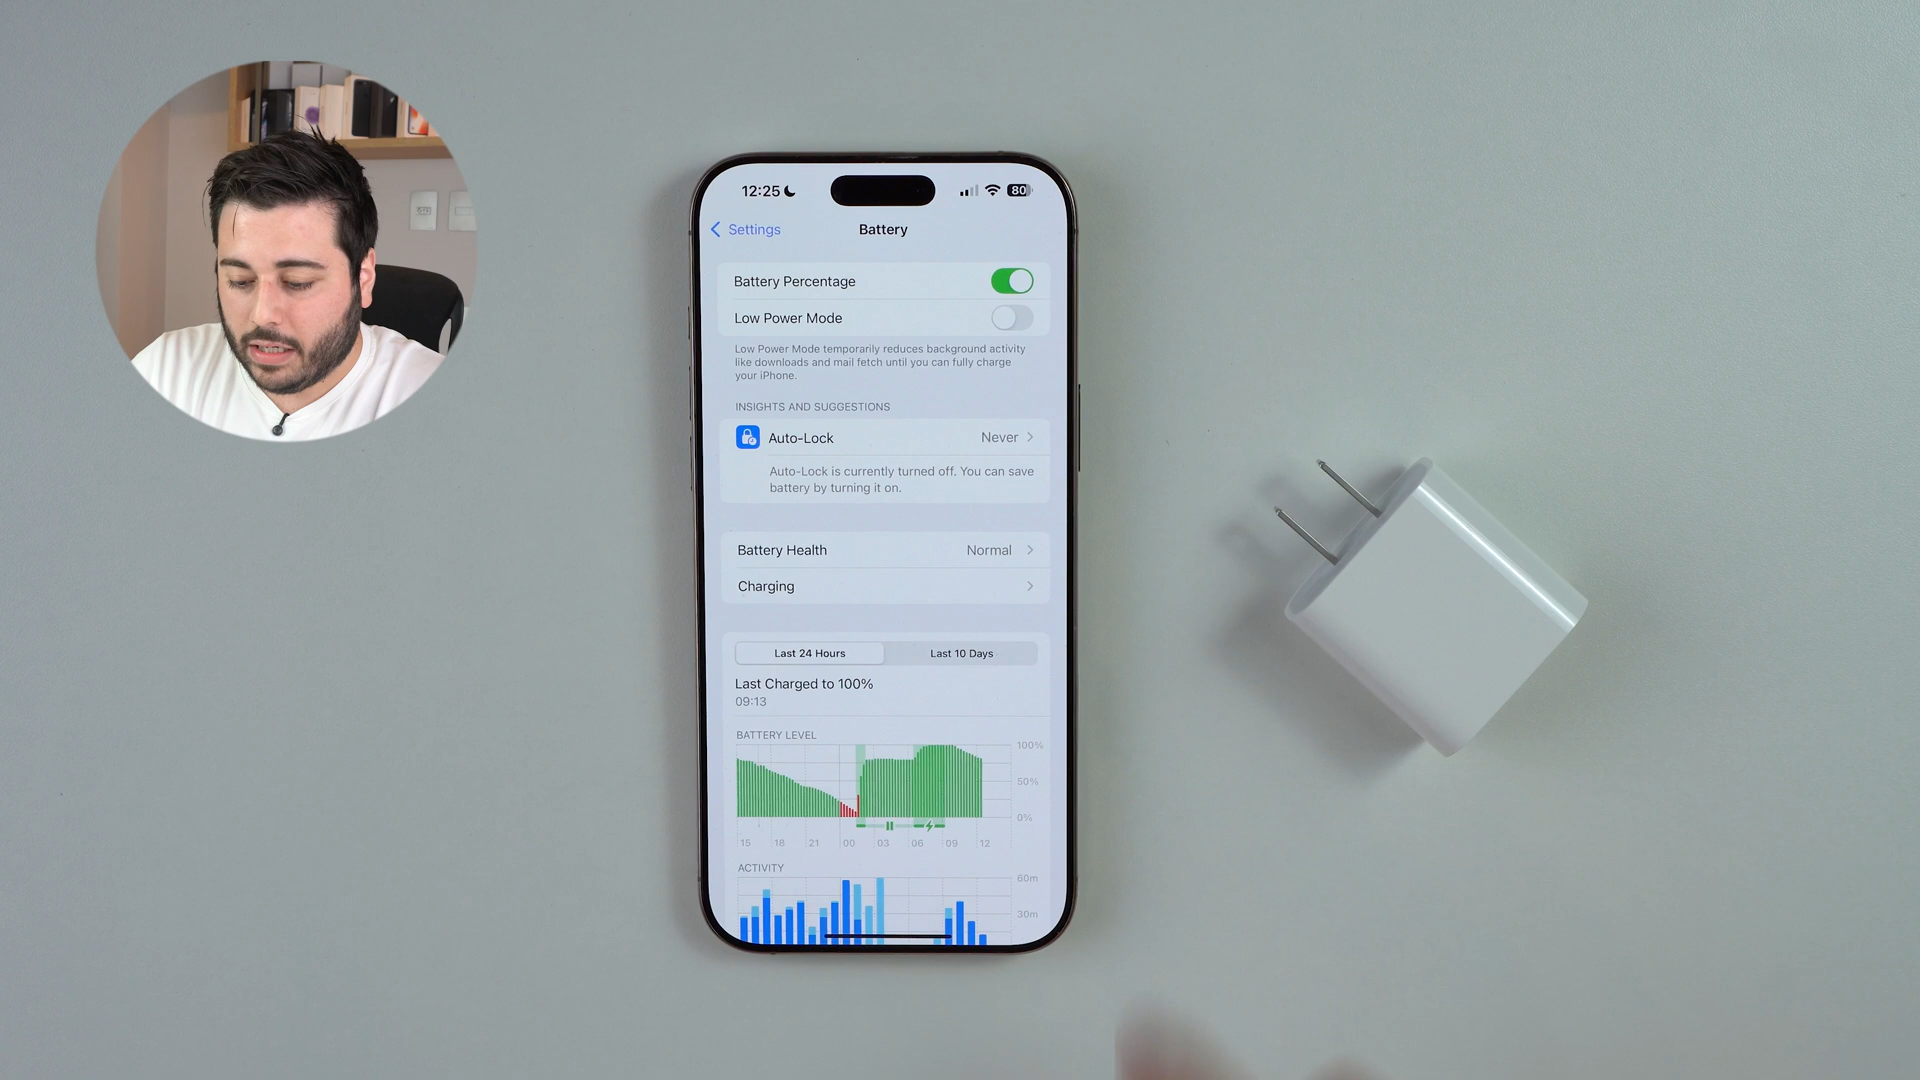 12:25
80
Settings
Battery
Battery Percentage
Low Power Mode
Low Power Mode temporarily reduces background activity
like downloads and mail fetch until you can fully charge
your iPhone.
INSIGHTS AND SUGGESTIONS
Auto-Lock
Never
Auto-Lock is currently turned off. You can save
battery by turning it on.
Battery Health
Normal
Charging
Last 24 Hours
Last 10 Days
Last Charged to 100%
09:13
BATTERY LEVEL
100%
50%
0%
15 18 21 00 03 06 09 12
ACTIVITY
60m
30m